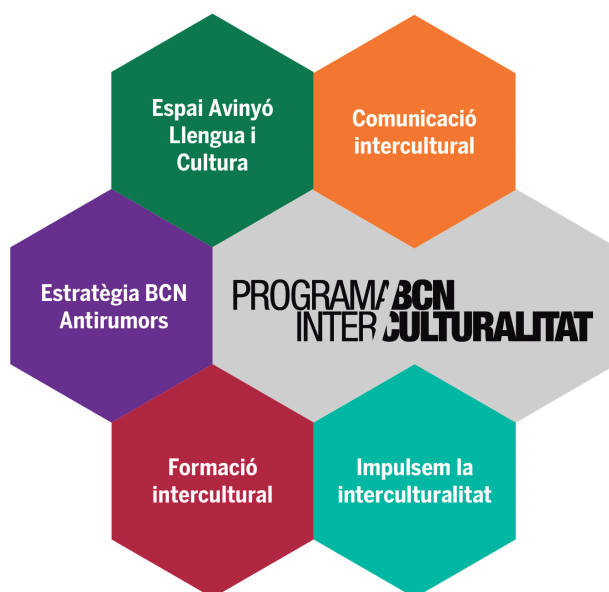 Espai Avinyó
Llengua i
Cultura
Comunicació
intercultural
Estratègia BCN
Antirumors
PROGRAMA BCN
INTERCULTURALITAT
Formació
intercultural
Impulsem la
interculturalitat